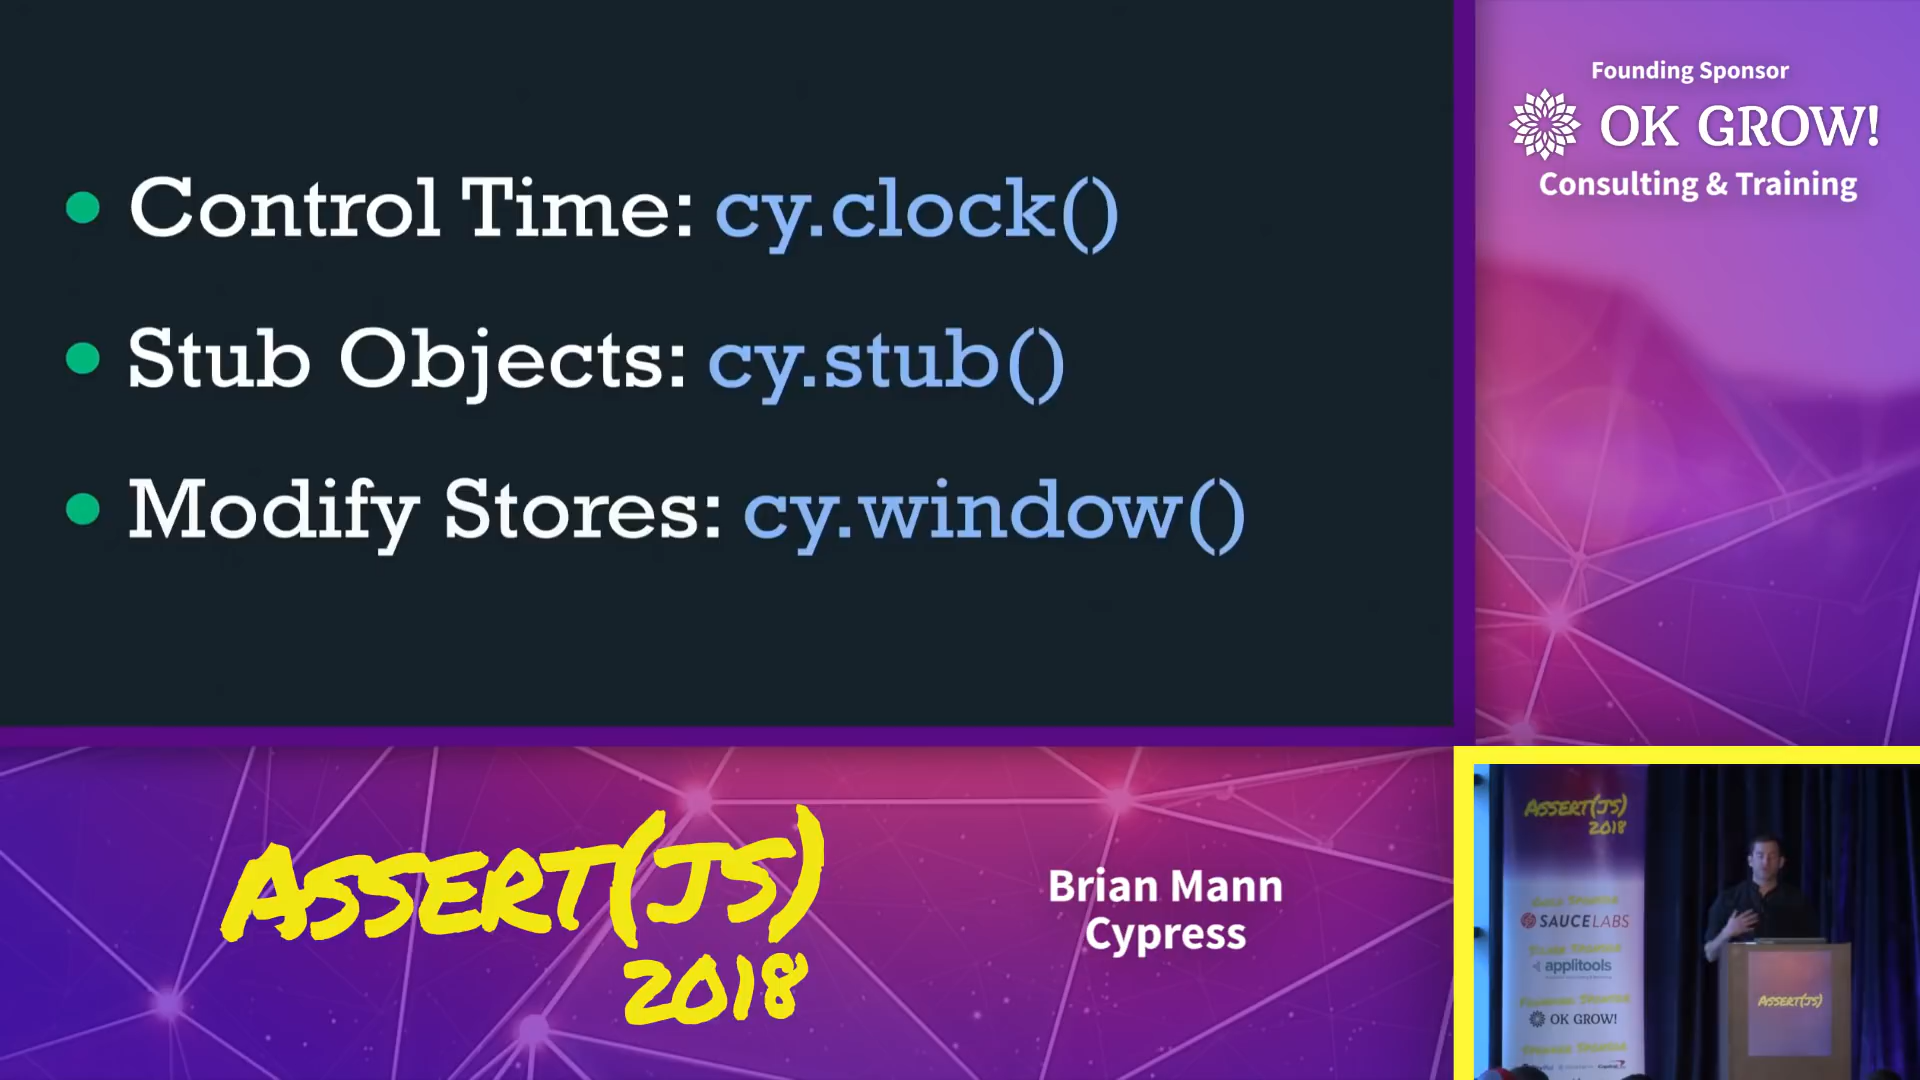 Control Time: cy.clock()
Stub Objects: cy.stub()
Modify Stores: cy.window()
Founding Sponsor
OK GROW!
Consulting & Training
ASSERT(JS)
2018
Brian Mann
Cypress
ASSERT(JS)
2018
SAUCELABS
applitools
OK GROW!
ASSERT(JS)